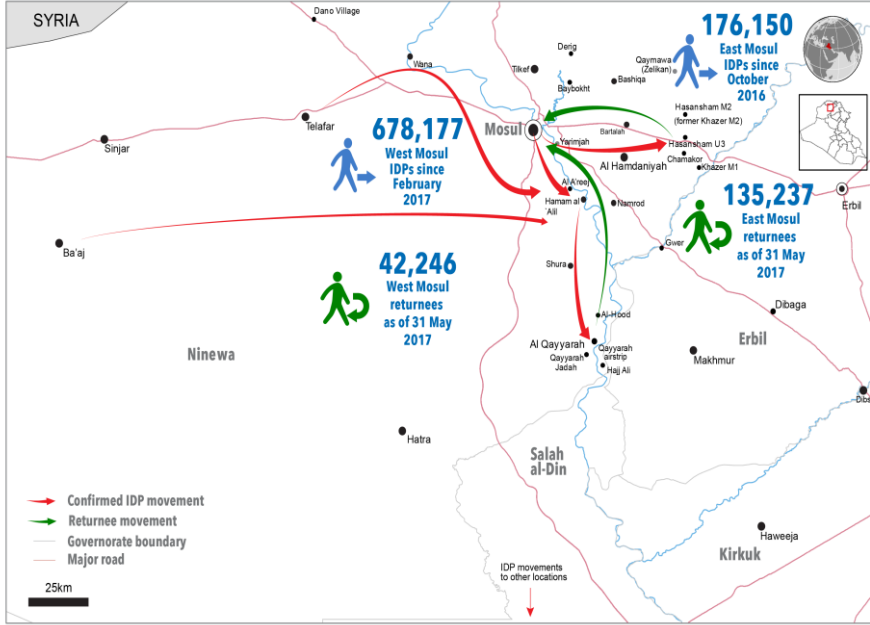 SYRIA
Dano Village
176,150
East Mosul
IDPs since
October
2016
Derig
Wana
Tilkef
Qaymawa
(Zelikan)
Baybokht
Bashiqa
Hasansham M2
(former Khazer M2)
Telafar
678,177
West Mosul
IDPs since
February
2017
Mosul
Bartalah
Sinjar
Yarimjah
Hasansham U3
Al Hamdaniyah
Chamakor
Khazer M1
Al-A'reej
Hamam al
'Alil
Namrod
135,237
East Mosul
returnees
as of 31 May
2017
Erbil
Ba'aj
Gwer
42,246
West Mosul
returnees
as of 31 May
2017
Shura
Dibaga
Al-Hood
Erbil
Al Qayyarah
Qayyarah
airstrip
Qayyarah
Jadah
Hajj Ali
Makhmur
Ninewa
Hatra
Salah
al-Din
Confirmed IDP movement
Returnee movement
Governorate boundary
Major road
25km
IDP movements
to other locations
Haweeja
Kirkuk